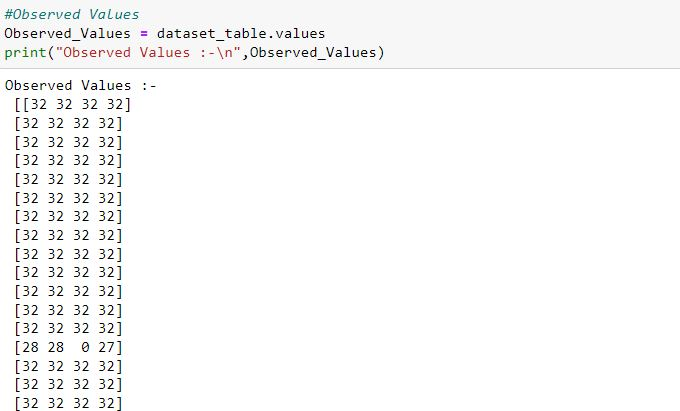 #Observed Values
Observed_Values = dataset_table.values
print("Observed Values :-\n",Observed_Values)
Observed Values :-
[[32 32 32 32]
[32 32 32 32]
[32 32 32 32]
[32 32 32 32]
[32 32 32 32]
[32 32 32 32]
[32 32 32 32]
[32 32 32 32]
[32 32 32 32]
[32 32 32 32]
[32 32 32 32]
[32 32 32 32]
[32 32 32 32]
[28 28  0 27]
[32 32 32 32]
[32 32 32 32]
[32 32 32 32]